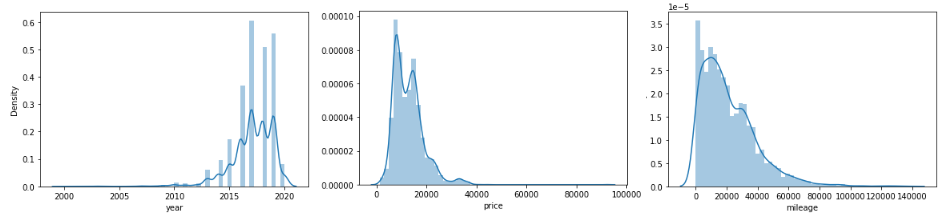 0.6
0.5
0.4
0.3
0.2
0.1
0.0
Density
2000 2005 2010 2015 2020
year
0.00010
0.00008
0.00006
0.00004
0.00002
0.00000
0 20000 40000 60000 80000 100000
price
1e-5
3.5
3.0
2.5
2.0
1.5
1.0
0.5
0.0
.
0 20000 40000 60000 80000 100000 120000 140000
mileage